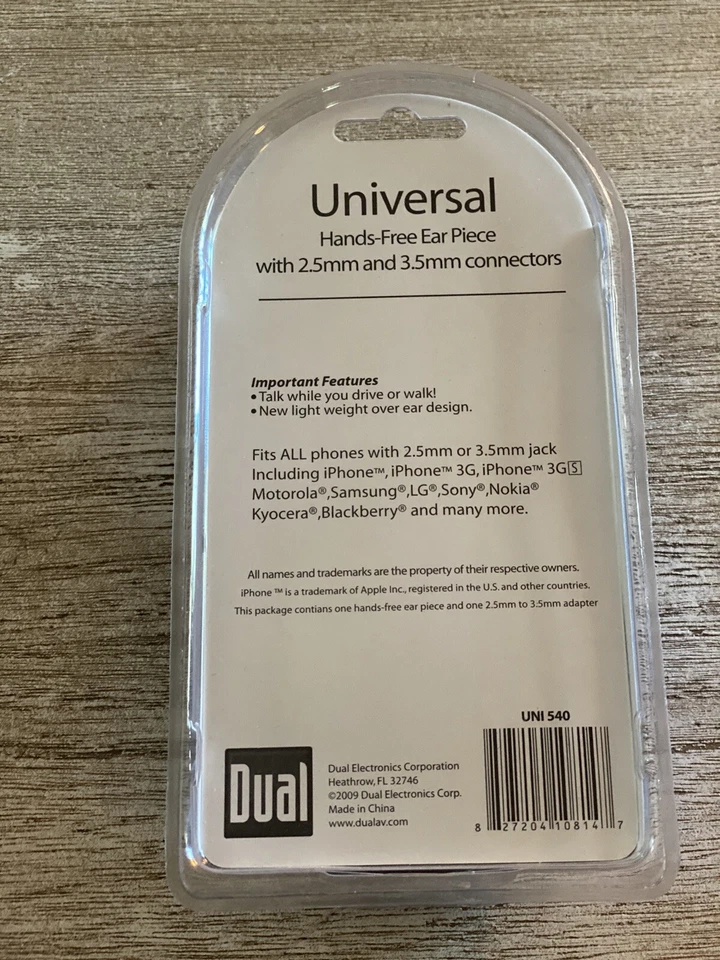 Universal
Hands-Free Ear Piece
with 2.5mm and 3.5mm connectors
Important Features
• Talk while you drive or walk!
• New light weight over ear design.
Fits ALL phones with 2.5mm or 3.5mm jack
Including iPhone™, iPhone™ 3G, iPhone™ 3G🅂
Motorola®,Samsung®,LG®,Sony®,Nokia®
Kyocera®,Blackberry® and many more.
All names and trademarks are the property of their respective owners.
iPhone ™ is a trademark of Apple Inc., registered in the U.S. and other countries.
This package contians one hands-free ear piece and one 2.5mm to 3.5mm adapter
UNI 540
8 27204 10814 7
Dual
Dual Electronics Corporation
Heathrow, FL 32746
©2009 Dual Electronics Corp.
Made in China
www.dualav.com